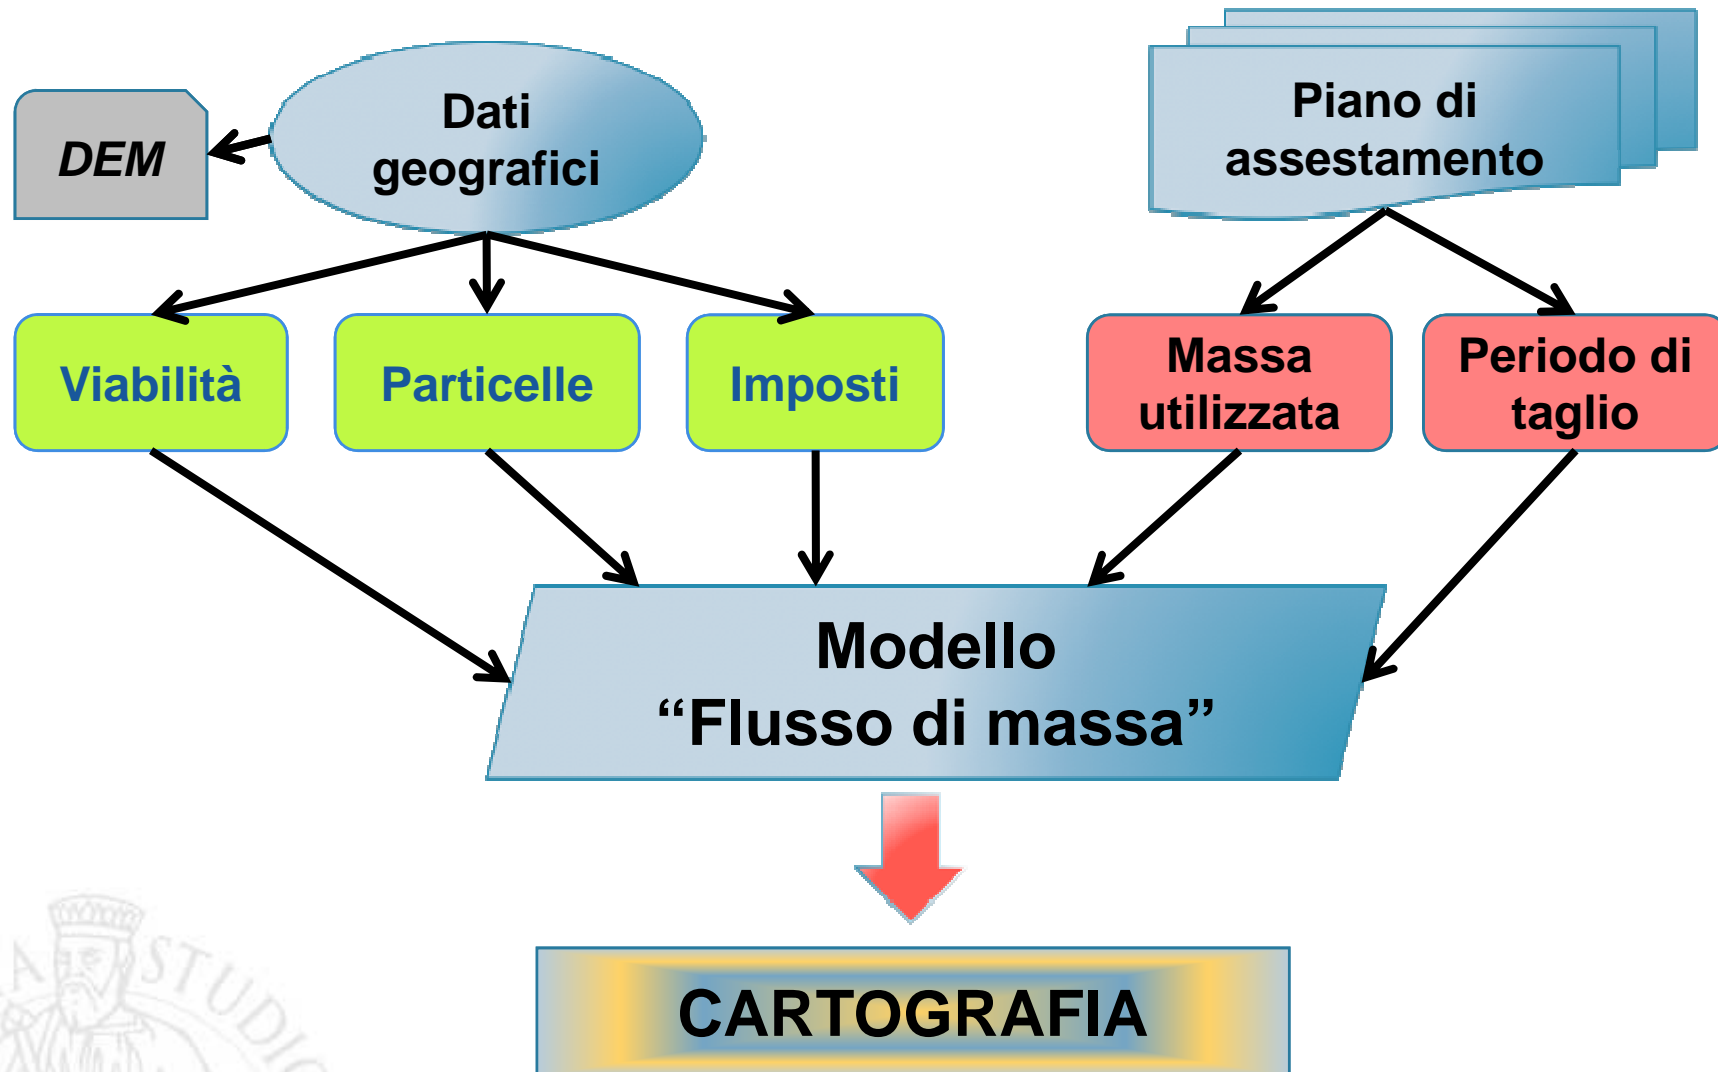 Dati
geografici
DEM
Piano di
assestamento
Viabilità
Particelle
Imposti
Massa
utilizzata
Periodo di
taglio
Modello
“Flusso di massa”
CARTOGRAFIA